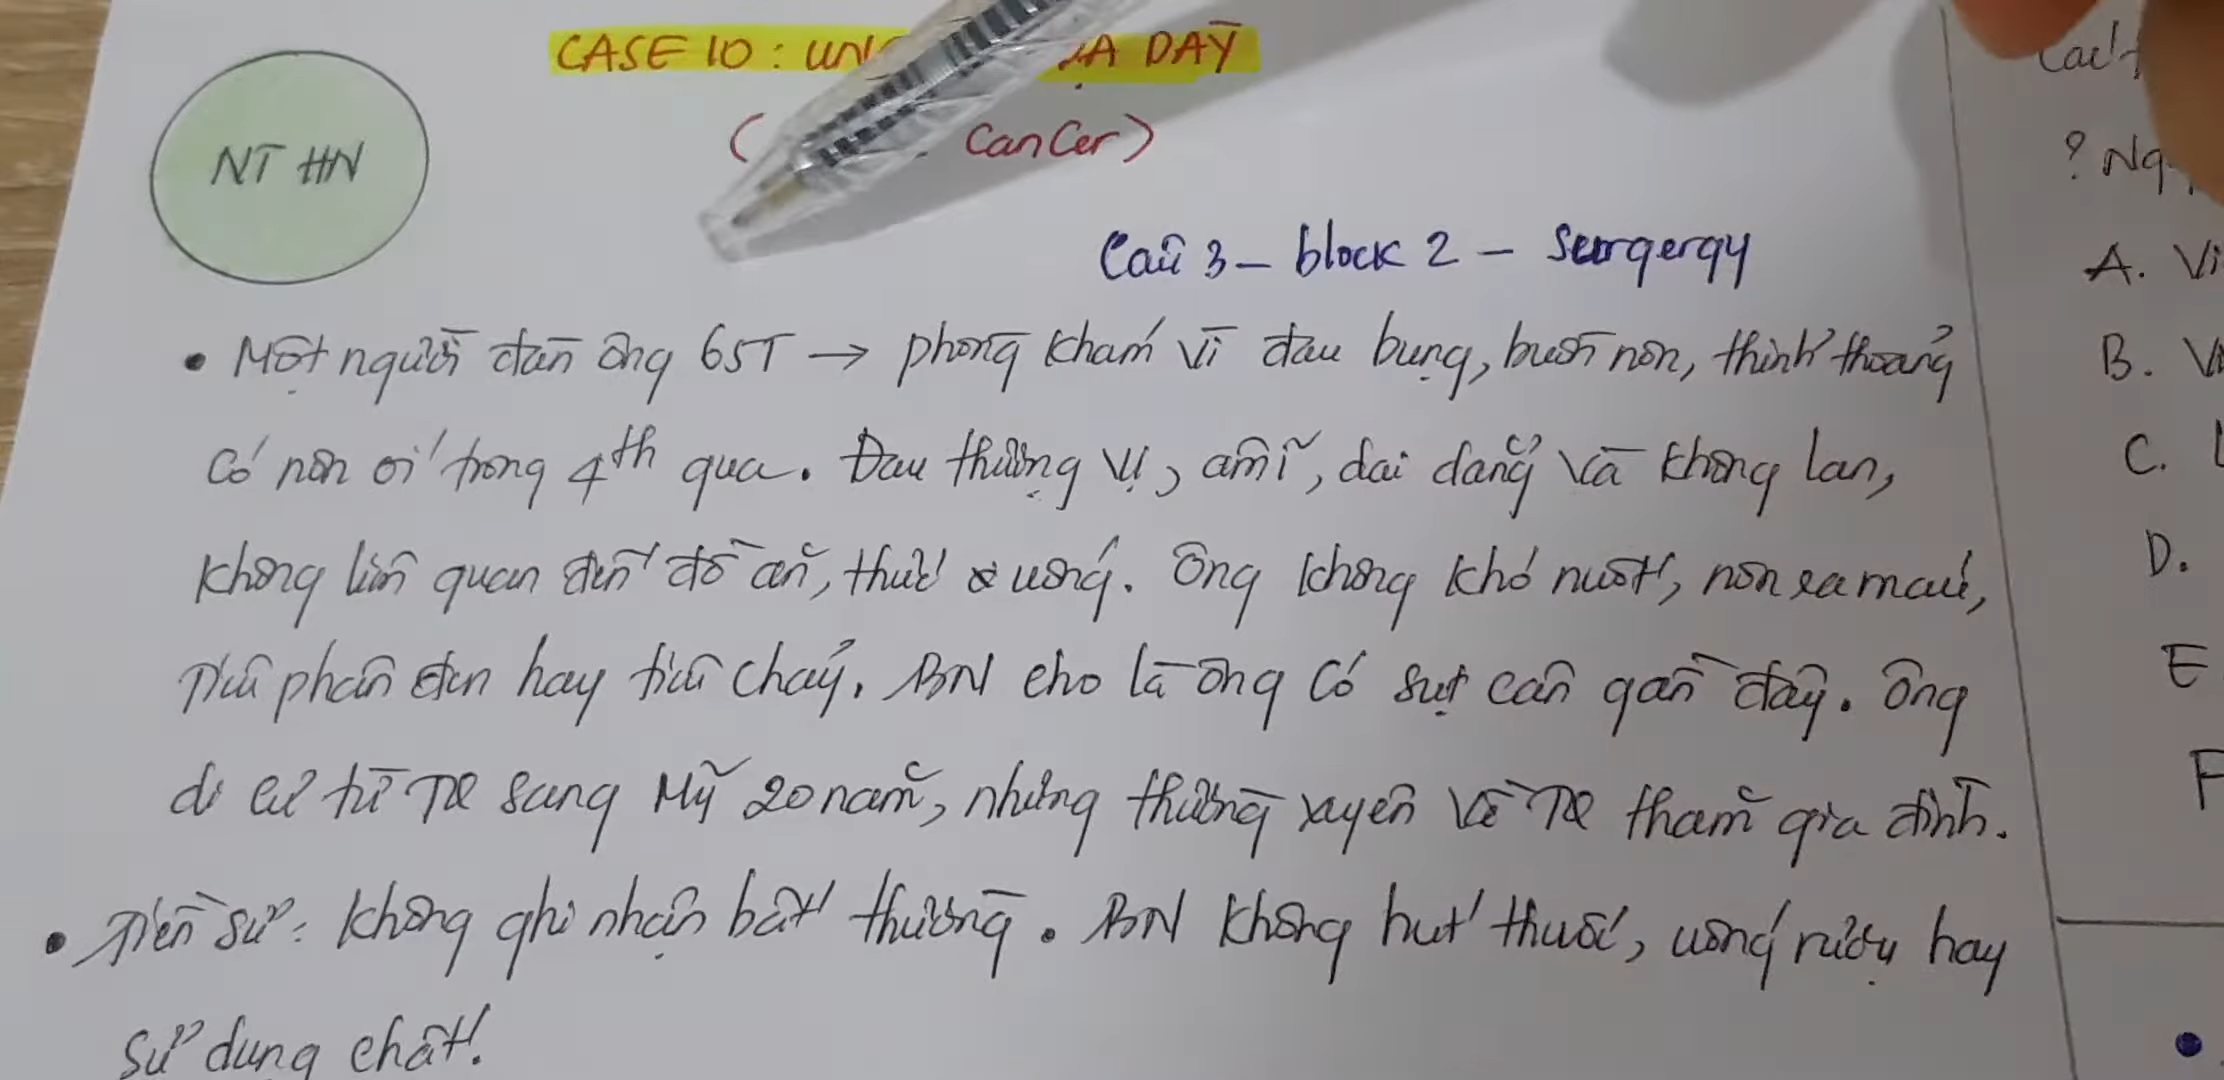 CASE 10: UNG DẠ DÀY
( CanCer)
NT HN
Câu 3 - block 2 - Seurgergy
• Một người đàn ông 65T → phòng khám vì đau bụng, buồn nôn, thỉnh thoảng
có nôn ói trong 4th qua. Đau thượng vị, âm ỉ, dai dẳng và không lan,
không liên quan đến đồ ăn, thức uống. Ông không khó nuốt, nôn ra máu,
Tiêu phân đen hay tiêu chảy. BN cho là ông có sụt cân gần đây. Ông
di cư từ TQ sang Mỹ 20 năm, nhưng thường xuyên về TQ thăm gia đình.
• Tiền sử: không ghi nhận bất thường. BN không hút thuốc, uống rượu hay
sử dụng chất.
A. Vi
B.
C.
D.
E
F